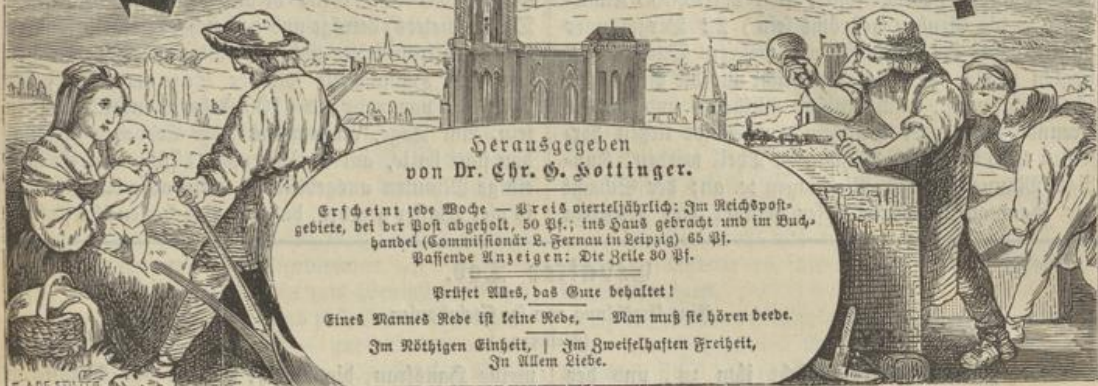 Herausgegeben
von Dr. Chr. G. Hottinger.
Erscheint jede Woche — Preis vierteljährlich: Im Reichspost-
gebiete, bei der Post abgeholt, 50 Pf.; ins Haus gebracht und im Buch-
handel (Commissionär L. Fernau in Leipzig) 65 Pf.
Passende Anzeigen: Die Zeile 30 Pf.
Prüfet Alles, das Gute behaltet!
Eines Mannes Rede ist keine Rede, — Man muß sie hören beede.
Im Nöthigen Einheit, | Im Zweifelhaften Freiheit,
In Allem Liebe.